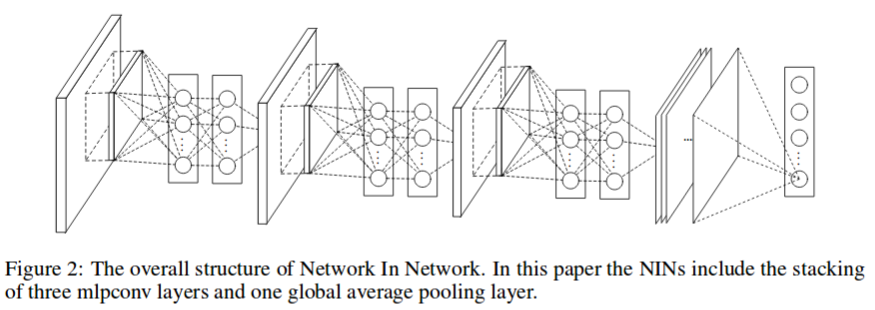 Figure 2: The overall structure of Network In Network. In this paper the NINs include the stacking
of three mlpconv layers and one global average pooling layer.